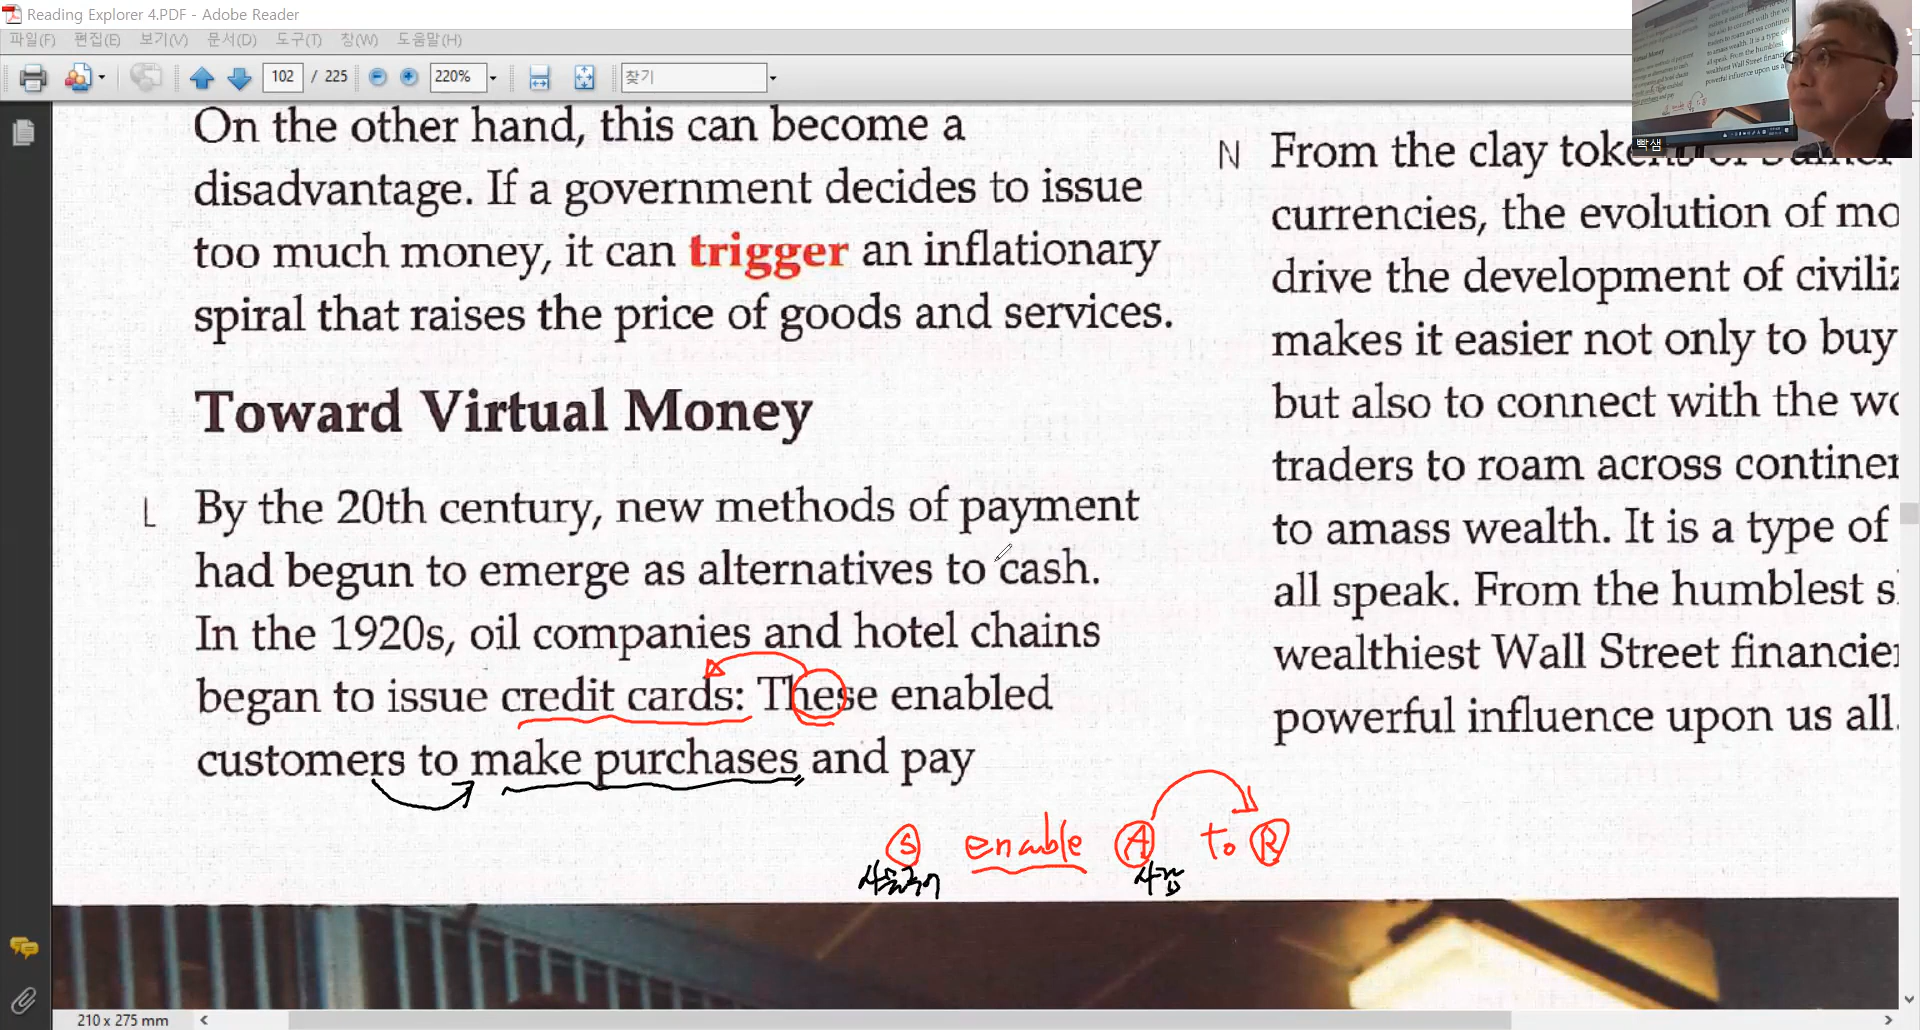 Reading Explorer 4.PDF - Adobe Reader
파일(F) 편집(E) 보기(V) 문서(D) 도구(T) 창(W) 도움말(H)
102 / 225 220% 찾기
빡샘
On the other hand, this can become a
disadvantage. If a government decides to issue
too much money, it can trigger an inflationary
spiral that raises the price of goods and services.
Toward Virtual Money
L By the 20th century, new methods of payment
had begun to emerge as alternatives to cash.
In the 1920s, oil companies and hotel chains
began to issue credit cards: These enabled
customers to make purchases and pay
S enable A to R
사람
N From the clay
currencies, the evolution of mo
drive the development of civiliz
makes it easier not only to buy
but also to connect with the wo
traders to roam across continen
to amass wealth. It is a type of
all speak. From the humblest s
wealthiest Wall Street financier
powerful influence upon us all.
210 x 275 mm